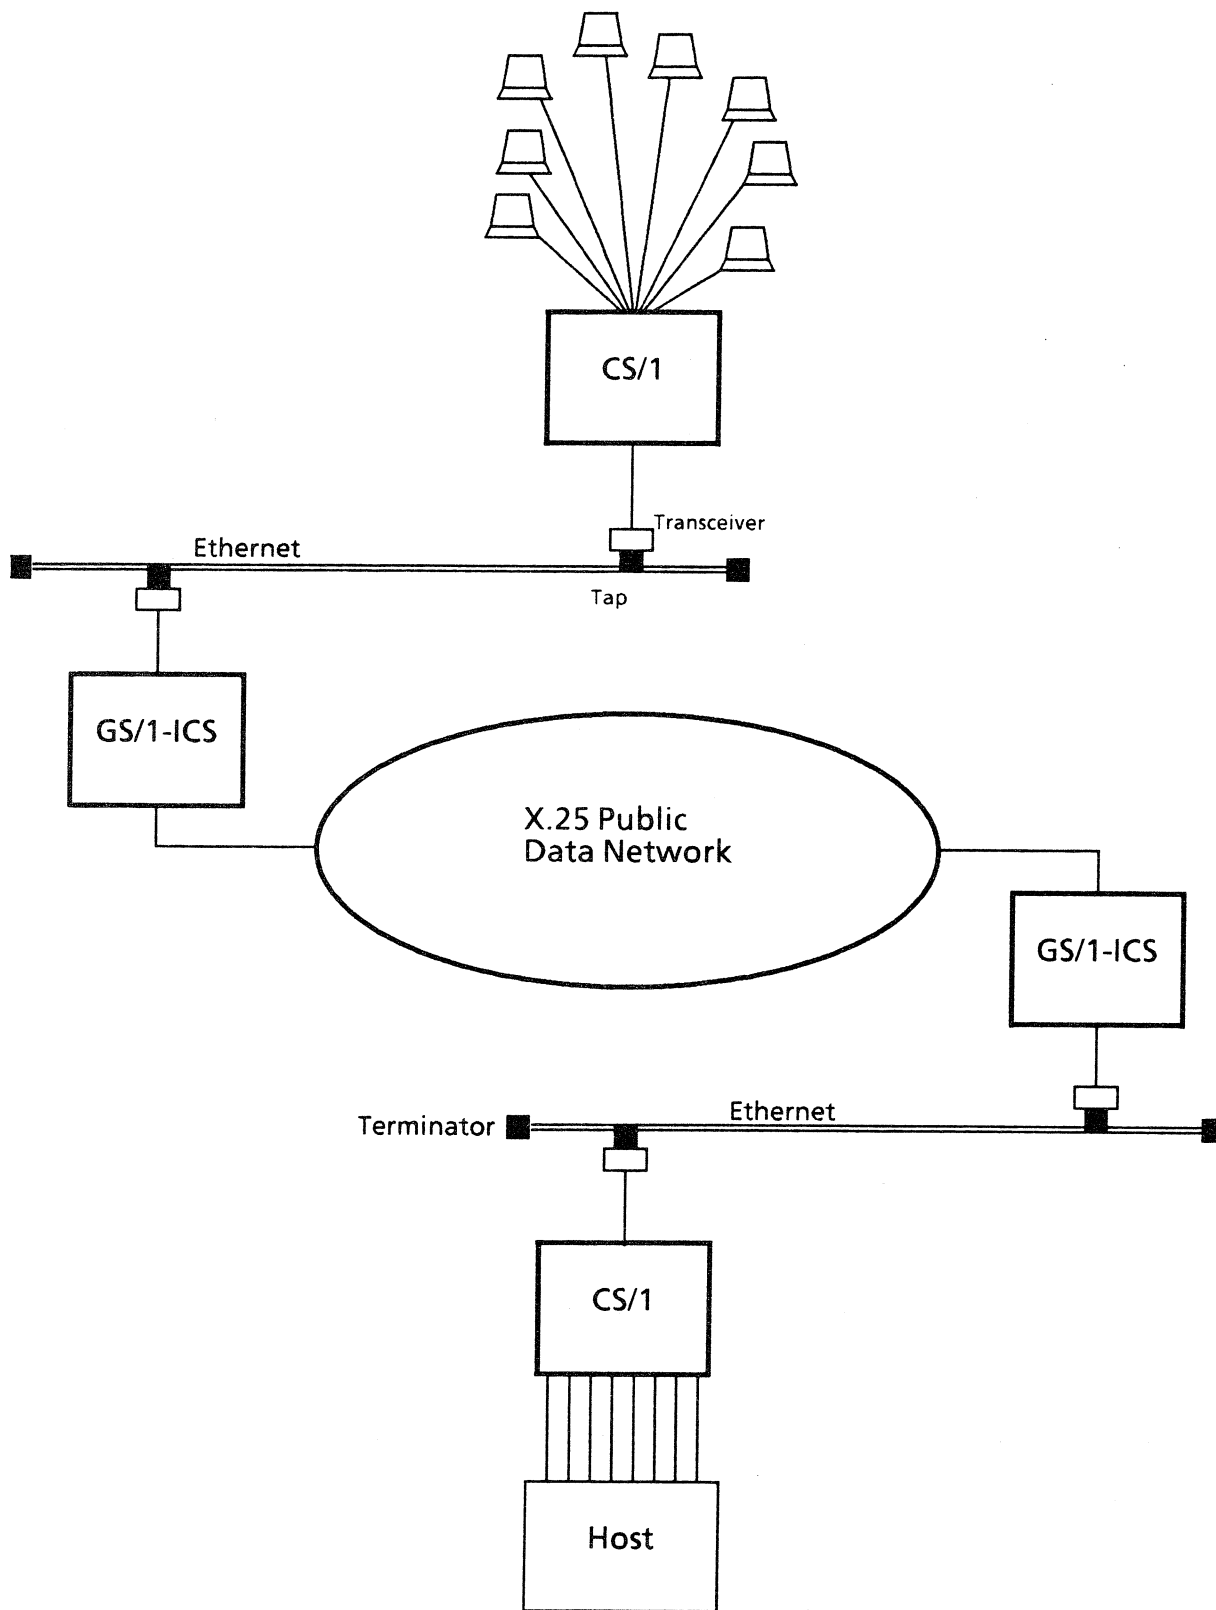 CS/1
Transceiver
Ethernet
Tap
GS/1-ICS
X.25 Public
Data Network
GS/1-ICS
Ethernet
Terminator
CS/1
Host